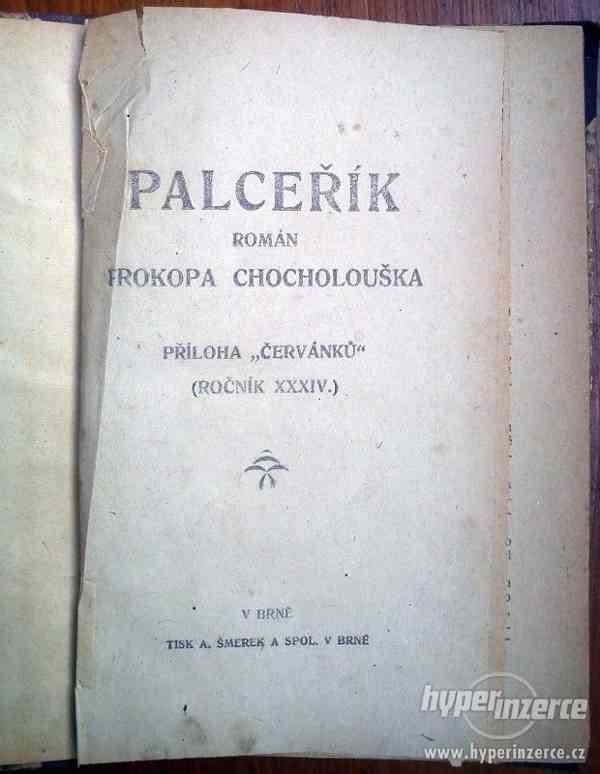 PALCEŘÍK
ROMÁN
PROKOPA CHOCHOLOUŠKA
PŘÍLOHA „ČERVÁNKŮ"
(ROČNÍK XXXIV.)
V BRNĚ
TISK A. ŠMEREK A SPOL. V BRNĚ
hyperinzerce
www.hyperinzerce.cz